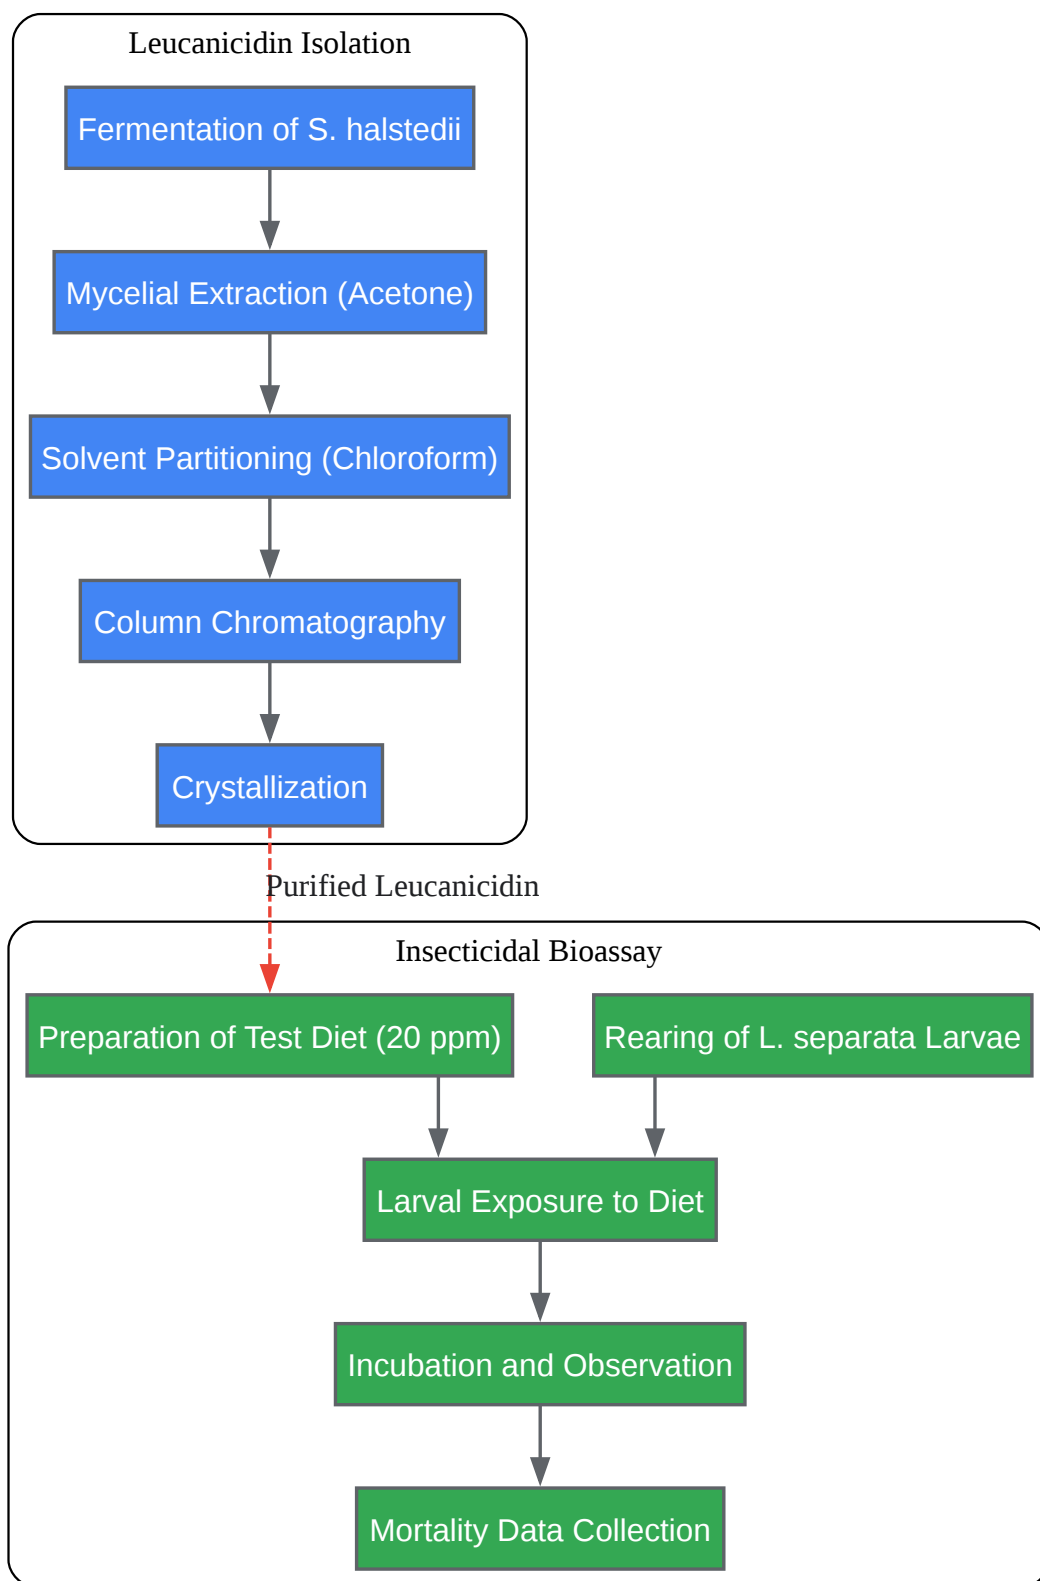 Leucanicidin Isolation
Fermentation of S. halstedii
Mycelial Extraction (Acetone)
Solvent Partitioning (Chloroform)
Column Chromatography
Crystallization
Purified Leucanicidin
Insecticidal Bioassay
Preparation of Test Diet (20 ppm)
Rearing of L. separata Larvae
Larval Exposure to Diet
Incubation and Observation
Mortality Data Collection